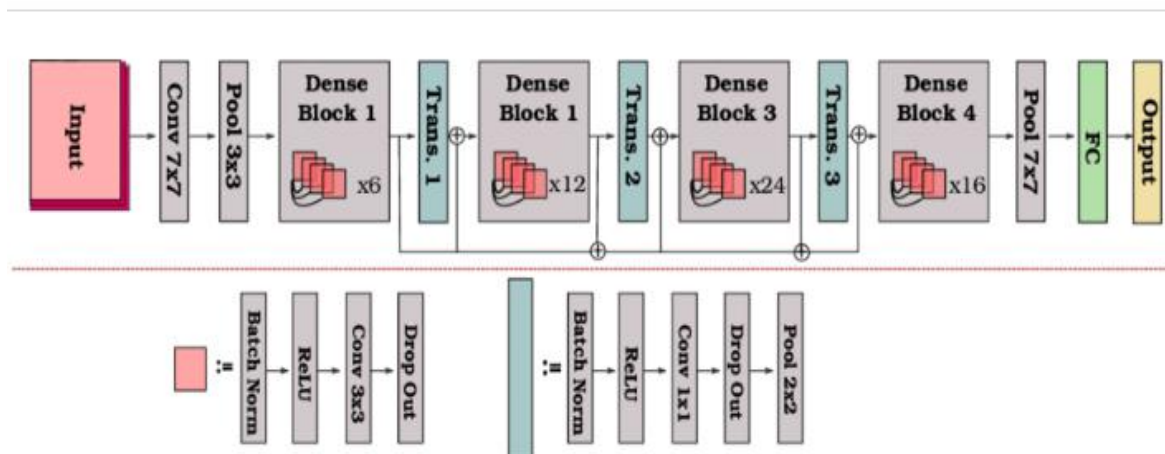 Input
Conv 7x7
Pool 3x3
Dense
Block 1
x6
Trans. 1
Dense
Block 1
x12
Trans. 2
Dense
Block 3
x24
Trans. 3
Dense
Block 4
x16
Pool 7x7
FC
Output
:=
Batch Norm
ReLU
Conv 3x3
Drop Out
:=
Batch Norm
ReLU
Conv 1x1
Drop Out
Pool 2x2